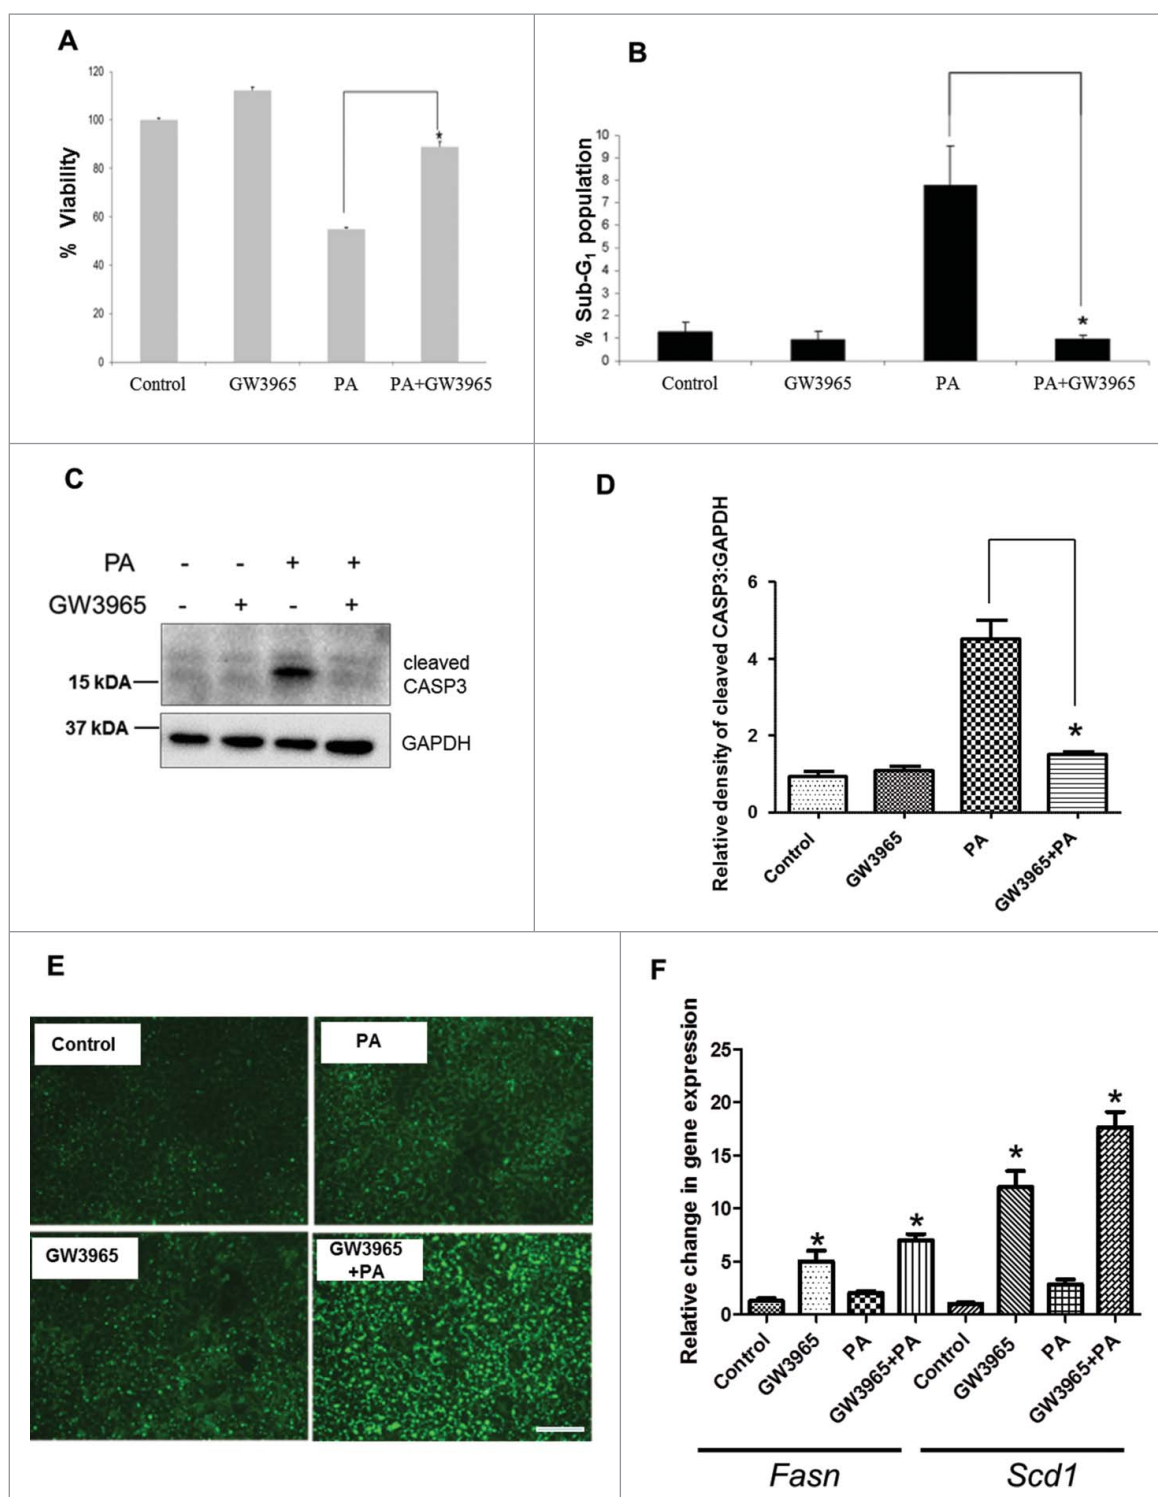 A
% Viability
120
100
80
60
40
20
0
*
Control GW3965 PA PA+GW3965
B
% Sub-G₁ population
10
9
8
7
6
5
4
3
2
1
0
*
Control GW3965 PA PA+GW3965
C
PA - - + +
GW3965 - + - +
15 kDA
cleaved
CASP3
37 kDA
GAPDH
D
Relative density of cleaved CASP3:GAPDH
6
4
2
0
*
Control
GW3965
PA
GW3965+PA
E
Control
PA
GW3965
GW3965
+PA
F
Relative change in gene expression
25
20
15
10
5
0
* * * *
Control
GW3965
PA
GW3965+PA
Control
GW3965
PA
GW3965+PA
Fasn
Scd1